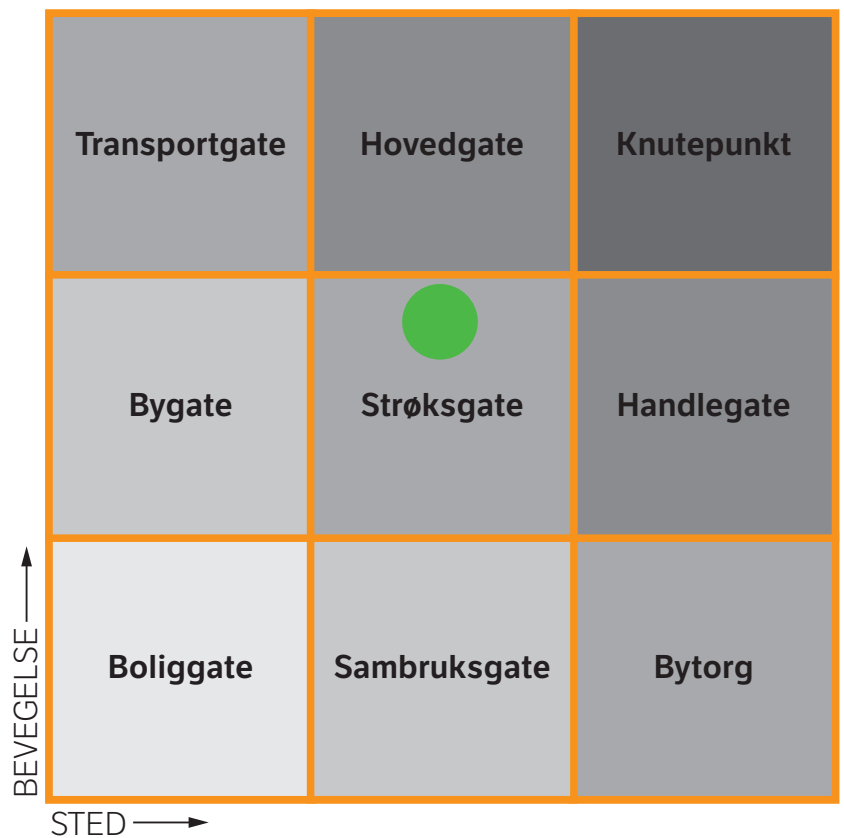 Transportgate
Hovedgate
Knutepunkt
Bygate
Strøksgate
Handlegate
Boliggate
Sambruksgate
Bytorg
BEVEGELSE
STED